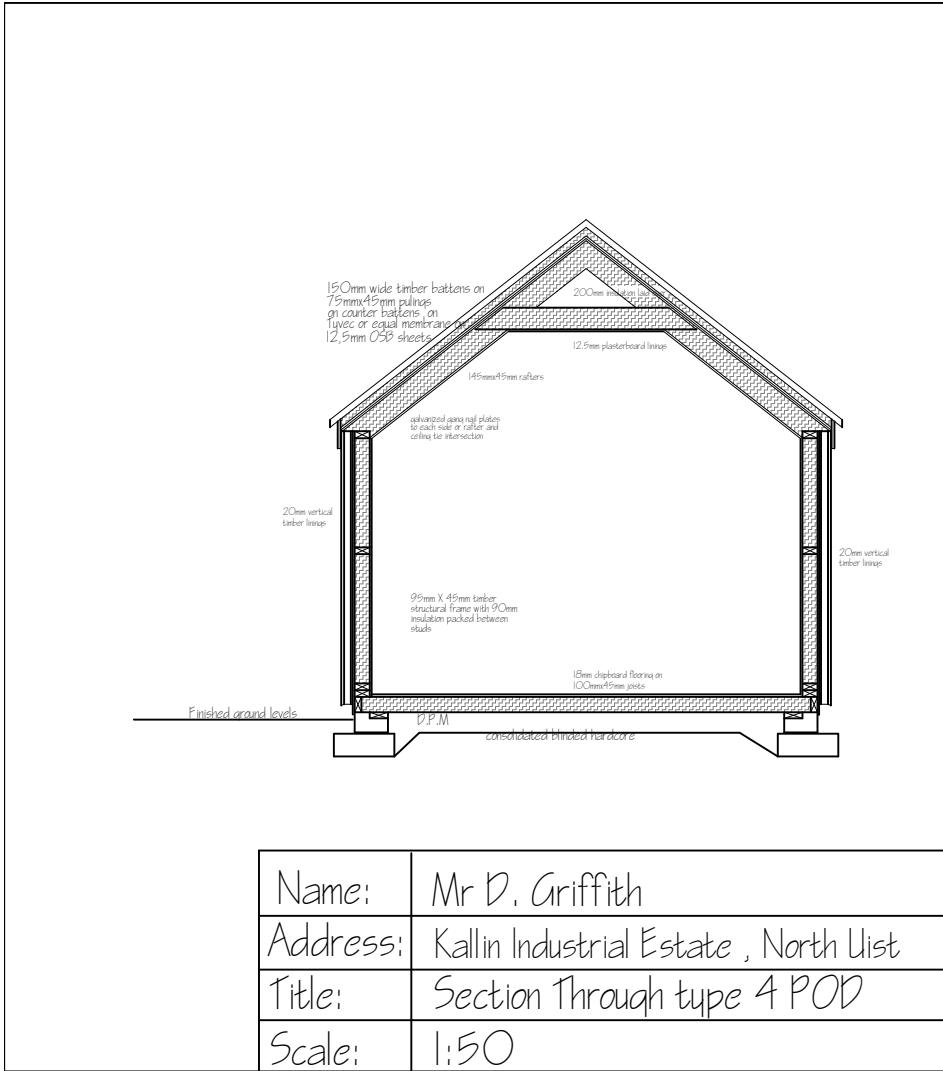 150mm wide timber battens on
75mmx45mm pulings
on counter battens , on
Tyvec or equal membrane on
12,5mm OSB sheets
200mm insulation laid
12.5mm plasterboard linings
145mmx45mm rafters
galvanized gang nail plates
to each side or rafter and
ceiling tie intersection
20mm vertical
timber linings
20mm vertical
timber linings
95mm X 45mm timber
structural frame with 90mm
insulation packed between
studs
18mm chipboard flooring on
100mmx45mm joists
Finished ground levels
D.P.M
consolidated blinded hardcore
Name: Mr D. Griffith
Address: Kallin Industrial Estate , North Uist
Title: Section Through type 4 POD
Scale: 1:50